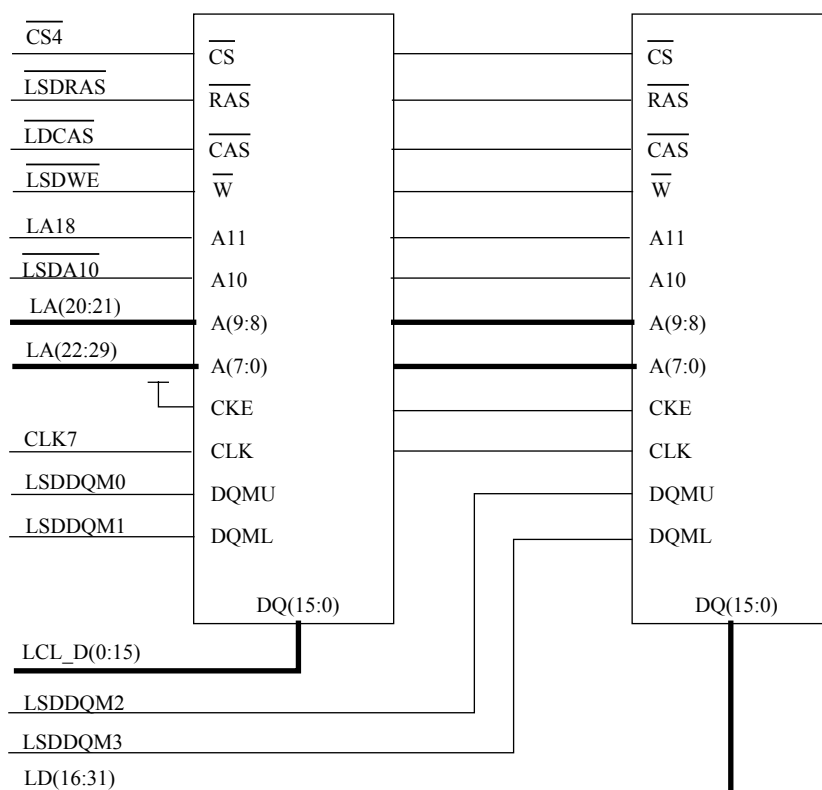 CS4
CS
CS
LSDRAS
RAS
RAS
LDCAS
CAS
CAS
LSDWE
W
W
LA18
A11
A11
LSDA10
A10
A10
LA(20:21)
A(9:8)
A(9:8)
LA(22:29)
A(7:0)
A(7:0)
CKE
CKE
CLK7
CLK
CLK
LSDDQM0
DQMU
DQMU
LSDDQM1
DQML
DQML
DQ(15:0)
DQ(15:0)
LCL_D(0:15)
LSDDQM2
LSDDQM3
LD(16:31)